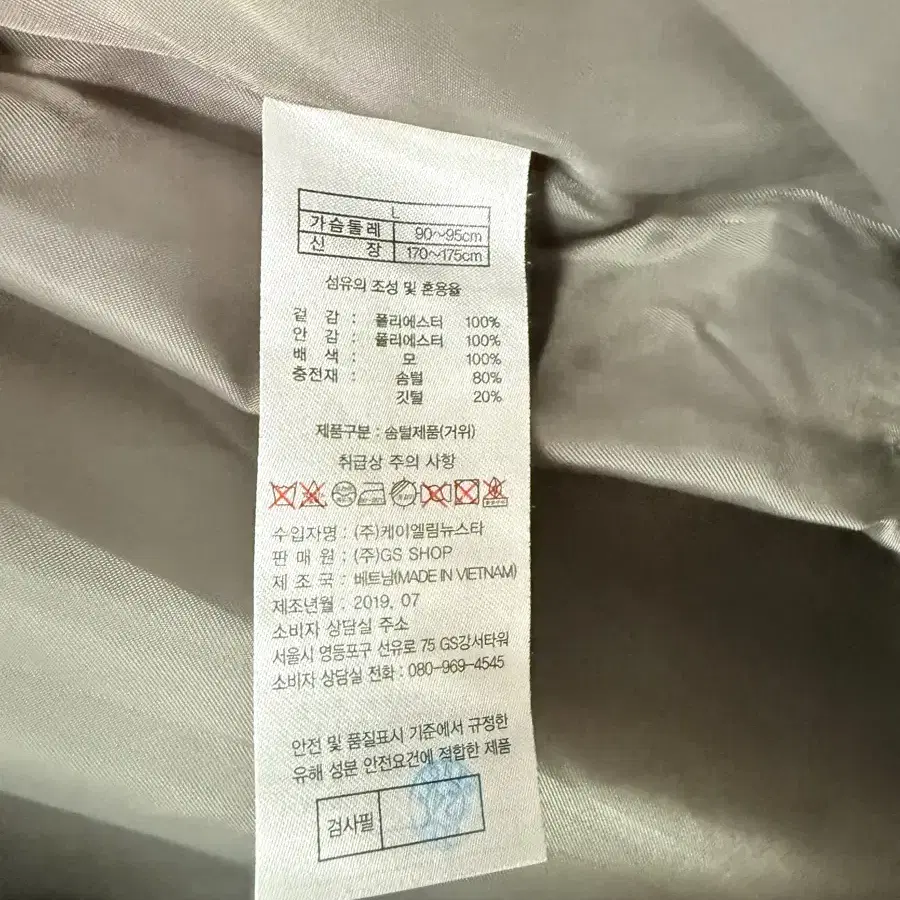 L
가슴둘레 90~95cm
신 장 170~175cm
섬유의 조성 및 혼용율
겉 감 : 폴리에스터 100%
안 감 : 폴리에스터 100%
배 색 : 모 100%
충전재 : 솜털 80%
깃털 20%
제품구분 : 솜털제품(거위)
취급상 주의 사항
수입자명 : (주)케이엘림뉴스타
판 매 원 : (주)GS SHOP
제 조 국 : 베트남(MADE IN VIETNAM)
제조년월 : 2019. 07
소비자 상담실 주소
서울시 영등포구 선유로 75 GS강서타워
소비자 상담실 전화 : 080-969-4545
안전 및 품질표시 기준에서 규정한
유해 성분 안전요건에 적합한 제품
검사필